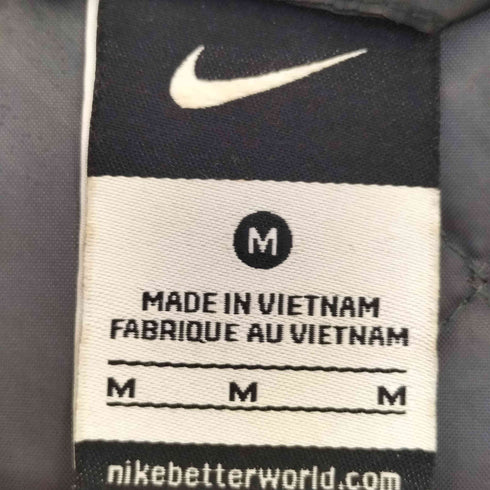 M
MADE IN VIETNAM
FABRIQUE AU VIETNAM
M M M
nikebetterworld.com